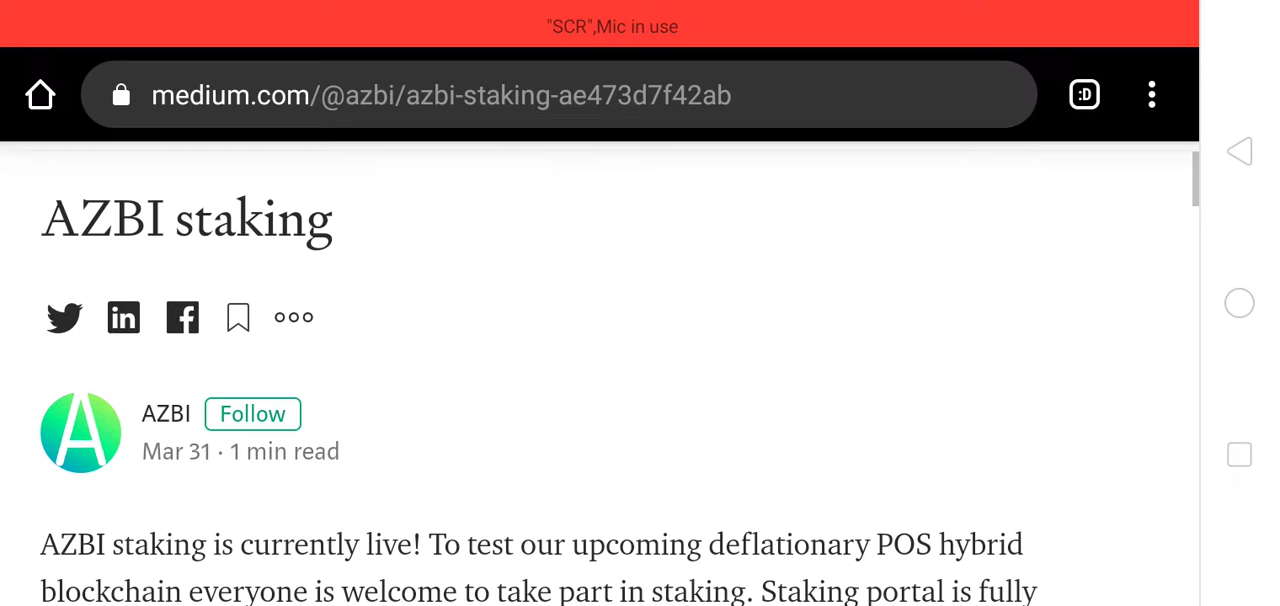 "SCR",Mic in use
medium.com/@azbi/azbi-staking-ae473d7f42ab
:D
AZBI staking
AZBI Follow
Mar 31 · 1 min read
AZBI staking is currently live! To test our upcoming deflationary POS hybrid
blockchain everyone is welcome to take part in staking. Staking portal is fully